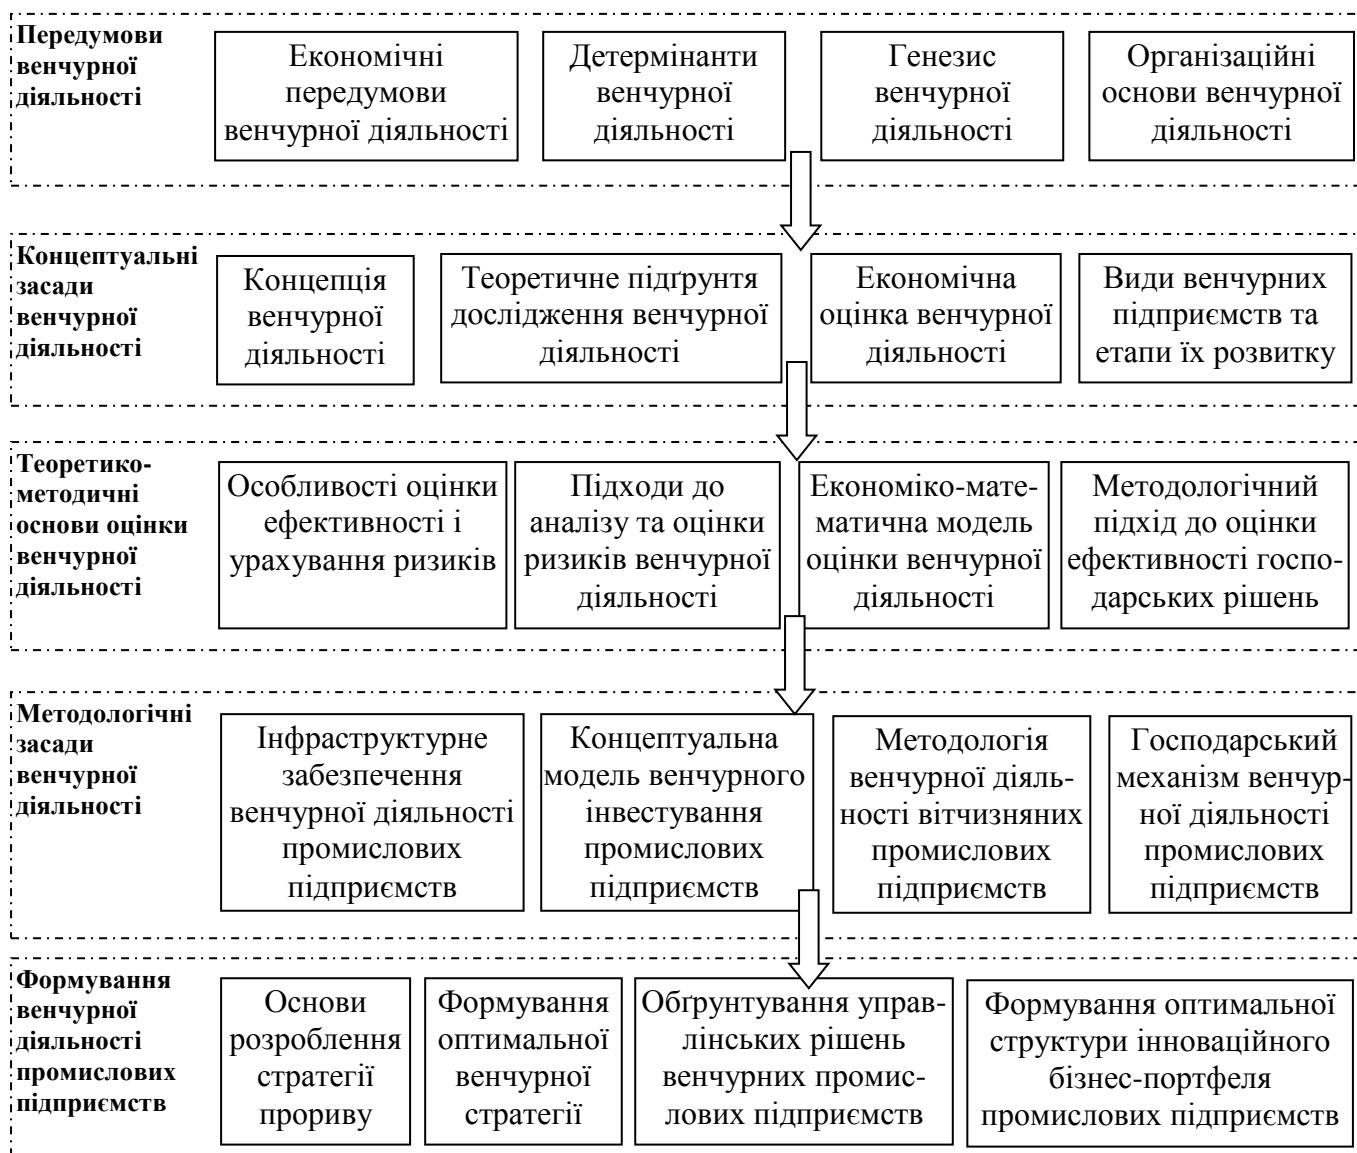 Передумови
венчурної
діяльності
Економічні
передумови
венчурної діяльності
Детермінанти
венчурної
діяльності
Генезис
венчурної
діяльності
Організаційні
основи венчурної
діяльності
Концептуальні
засади
венчурної
діяльності
Концепція
венчурної
діяльності
Теоретичне підґрунтя
дослідження венчурної
діяльності
Економічна
оцінка венчурної
діяльності
Види венчурних
підприємств та
етапи їх розвитку
Теоретико-
методичні
основи оцінки
венчурної
діяльності
Особливості оцінки
ефективності і
урахування ризиків
Підходи до
аналізу та оцінки
ризиків венчурної
діяльності
Економіко-мате-
матична модель
оцінки венчурної
діяльності
Методологічний
підхід до оцінки
ефективності госпо-
дарських рішень
Методологічні
засади
венчурної
діяльності
Інфраструктурне
забезпечення
венчурної діяльності
промислових
підприємств
Концептуальна
модель венчурного
інвестування
промислових
підприємств
Методологія
венчурної діяль-
ності вітчизняних
промислових
підприємств
Господарський
механізм венчур-
ної діяльності
промислових
підприємств
Формування
венчурної
діяльності
промислових
підприємств
Основи
розроблення
стратегії
прориву
Формування
оптимальної
венчурної
стратегії
Обґрунтування управ-
лінських рішень
венчурних промис-
лових підприємств
Формування оптимальної
структури інноваційного
бізнес-портфеля
промислових підприємств